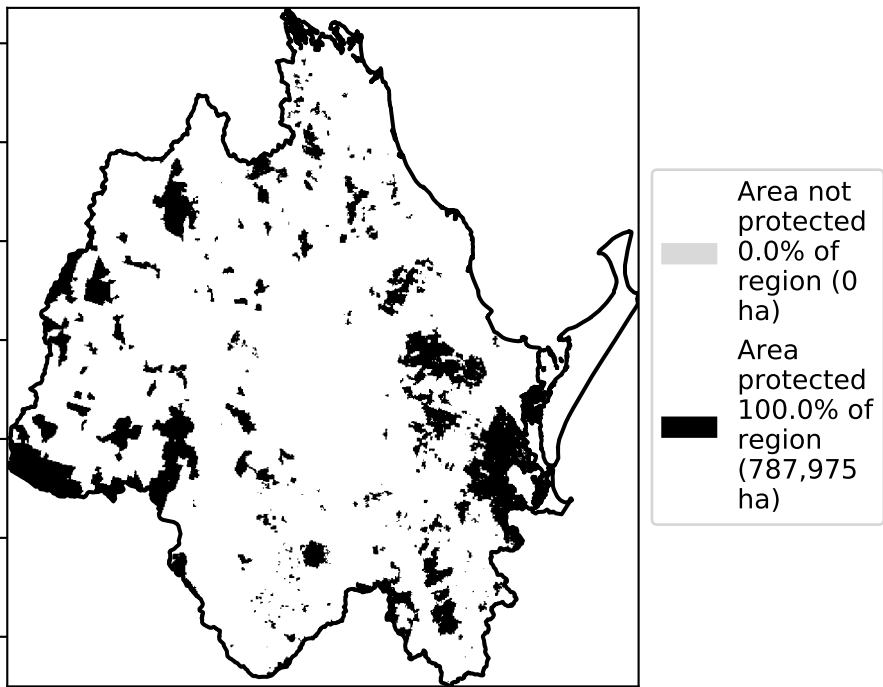 Area not
protected
0.0% of
region (0
ha)
Area
protected
100.0% of
region
(787,975
ha)